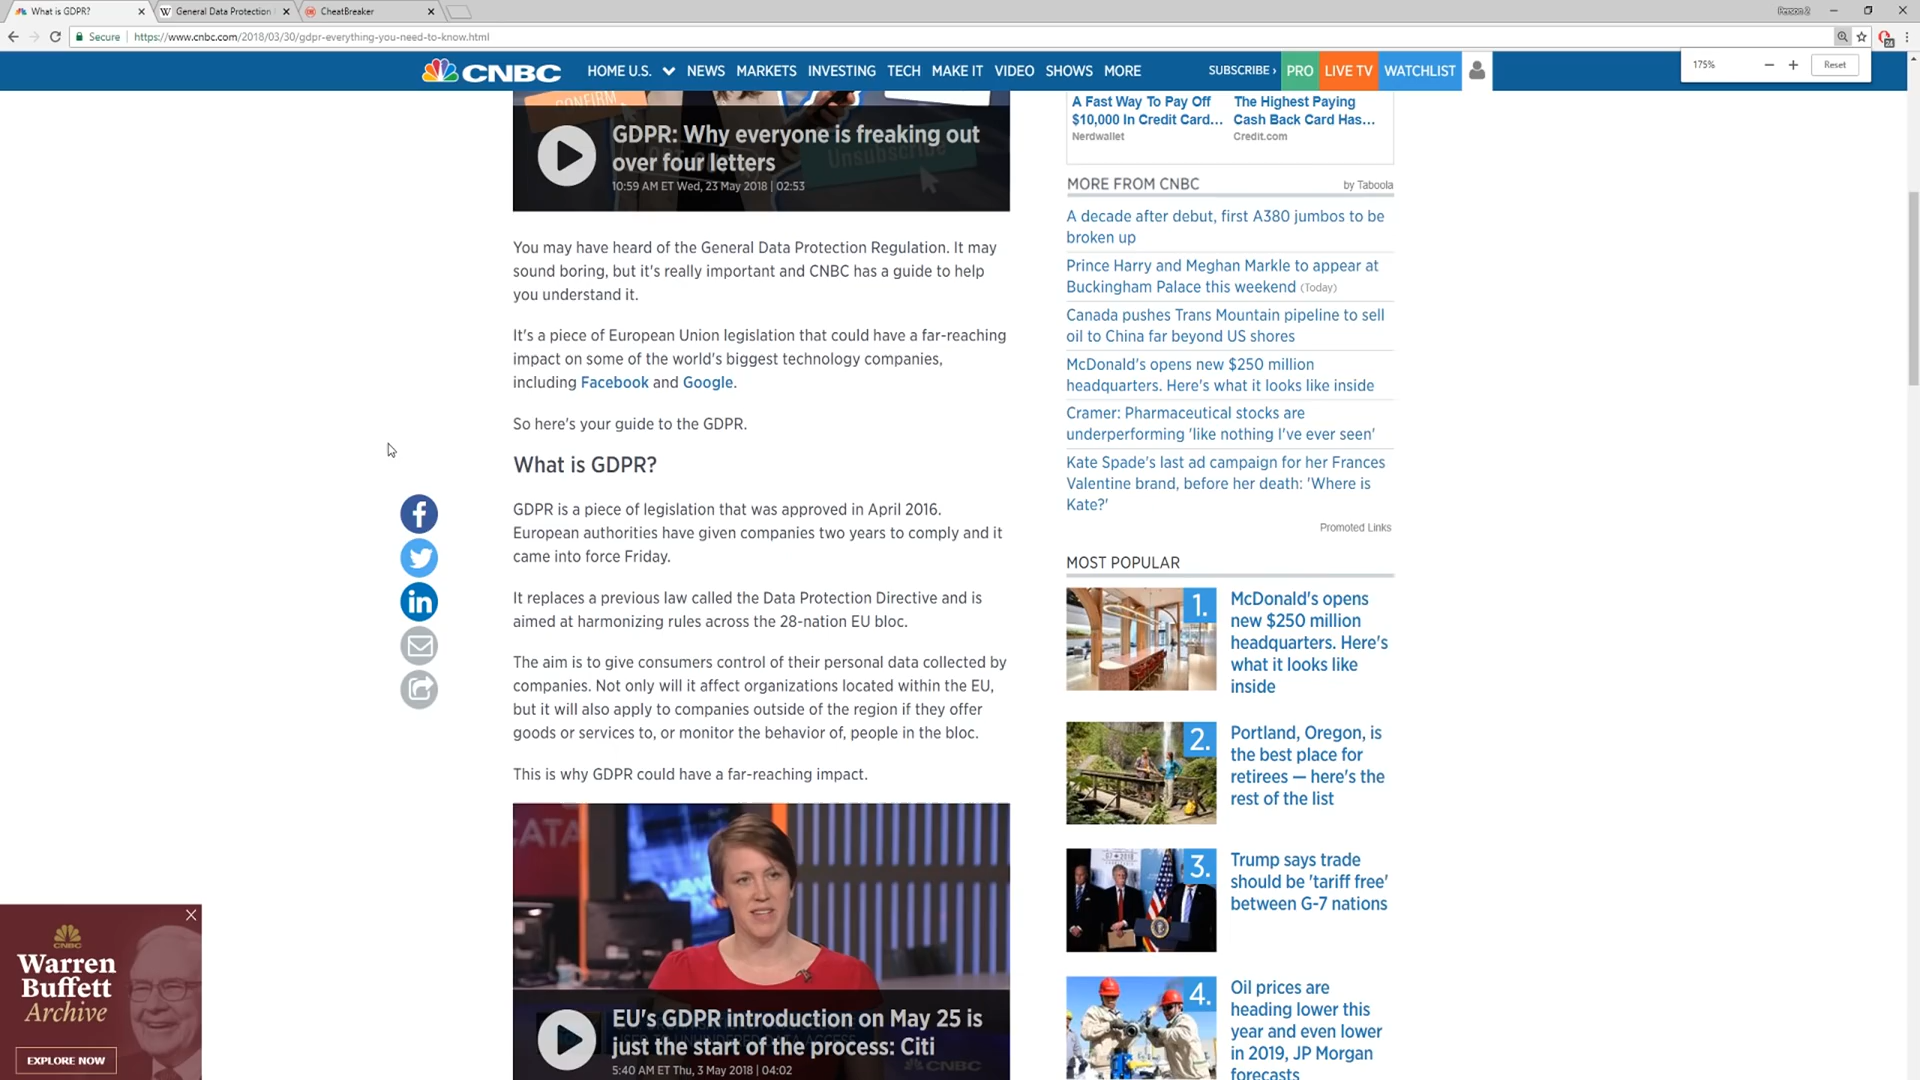 What is GDPR?
General Data Protection
CheatBreaker
Person 2
Secure
https://www.cnbc.com/2018/03/30/gdpr-everything-you-need-to-know.html
175%
Reset
CNBC
HOME U.S.
NEWS
MARKETS
INVESTING
TECH
MAKE IT
VIDEO
SHOWS
MORE
SUBSCRIBE ›
PRO
LIVE TV
WATCHLIST
CONFIRM
Unsubscribe
GDPR: Why everyone is freaking out
over four letters
10:59 AM ET Wed, 23 May 2018 | 02:53
You may have heard of the General Data Protection Regulation. It may
sound boring, but it's really important and CNBC has a guide to help
you understand it.
It's a piece of European Union legislation that could have a far-reaching
impact on some of the world's biggest technology companies,
including Facebook and Google.
So here's your guide to the GDPR.
What is GDPR?
GDPR is a piece of legislation that was approved in April 2016.
European authorities have given companies two years to comply and it
came into force Friday.
It replaces a previous law called the Data Protection Directive and is
aimed at harmonizing rules across the 28-nation EU bloc.
The aim is to give consumers control of their personal data collected by
companies. Not only will it affect organizations located within the EU,
but it will also apply to companies outside of the region if they offer
goods or services to, or monitor the behavior of, people in the bloc.
This is why GDPR could have a far-reaching impact.
EU's GDPR introduction on May 25 is
just the start of the process: Citi
5:40 AM ET Thu, 3 May 2018 | 04:02
CNBC
A Fast Way To Pay Off
$10,000 In Credit Card...
Nerdwallet
The Highest Paying
Cash Back Card Has...
Credit.com
MORE FROM CNBC
by Taboola
A decade after debut, first A380 jumbos to be
broken up
Prince Harry and Meghan Markle to appear at
Buckingham Palace this weekend (Today)
Canada pushes Trans Mountain pipeline to sell
oil to China far beyond US shores
McDonald's opens new $250 million
headquarters. Here's what it looks like inside
Cramer: Pharmaceutical stocks are
underperforming 'like nothing I've ever seen'
Kate Spade's last ad campaign for her Frances
Valentine brand, before her death: 'Where is
Kate?'
Promoted Links
MOST POPULAR
1.
McDonald's opens
new $250 million
headquarters. Here's
what it looks like
inside
2.
Portland, Oregon, is
the best place for
retirees — here's the
rest of the list
3.
Trump says trade
should be 'tariff free'
between G-7 nations
4.
Oil prices are
heading lower this
year and even lower
in 2019, JP Morgan
forecasts
CNBC
Warren
Buffett
Archive
EXPLORE NOW